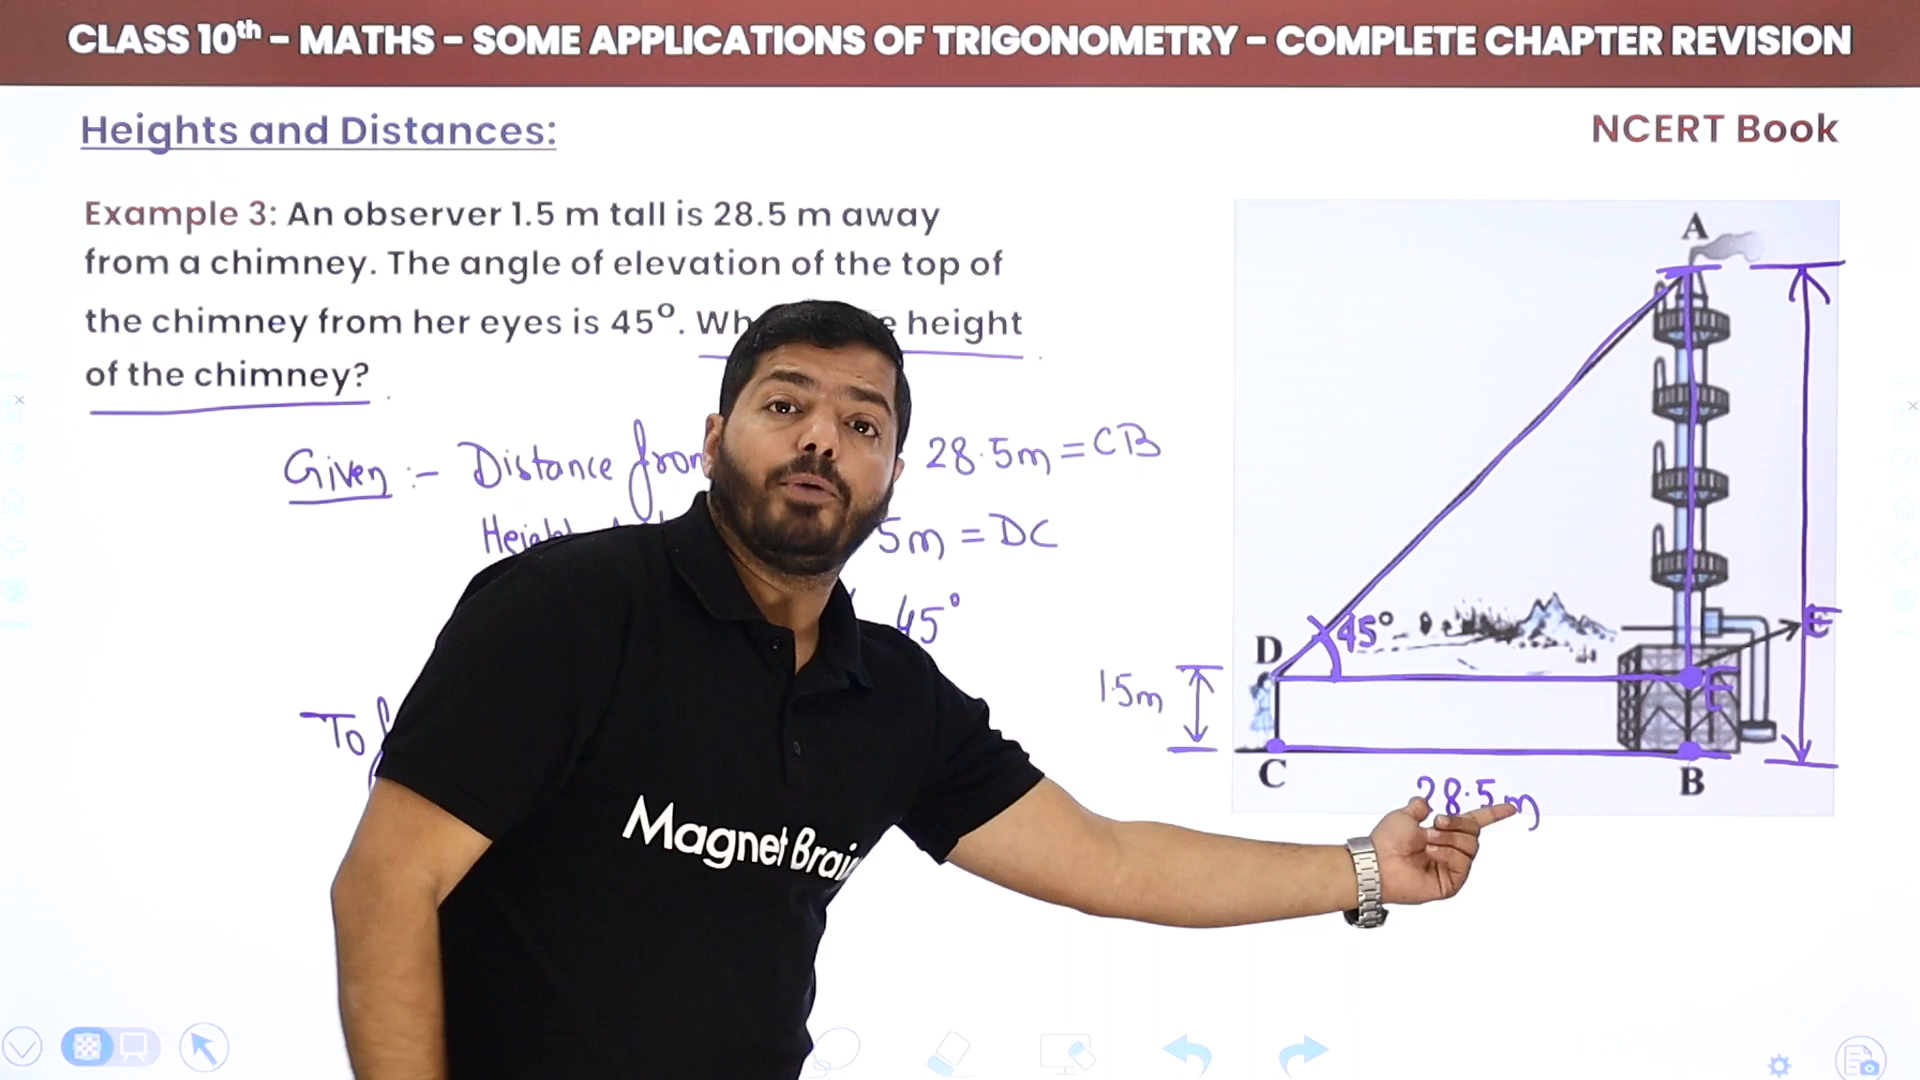 CLASS 10th - MATHS - SOME APPLICATIONS OF TRIGONOMETRY - COMPLETE CHAPTER REVISION
Heights and Distances:
NCERT Book
Example 3: An observer 1.5 m tall is 28.5 m away
from a chimney. The angle of elevation of the top of
the chimney from her eyes is 45°. height
of the chimney?
Given :- Distance from 28.5m = CB
5m = DC
45°
To
A
D
45°
E
E
1.5m
C
B
28.5m
Magnet Brai